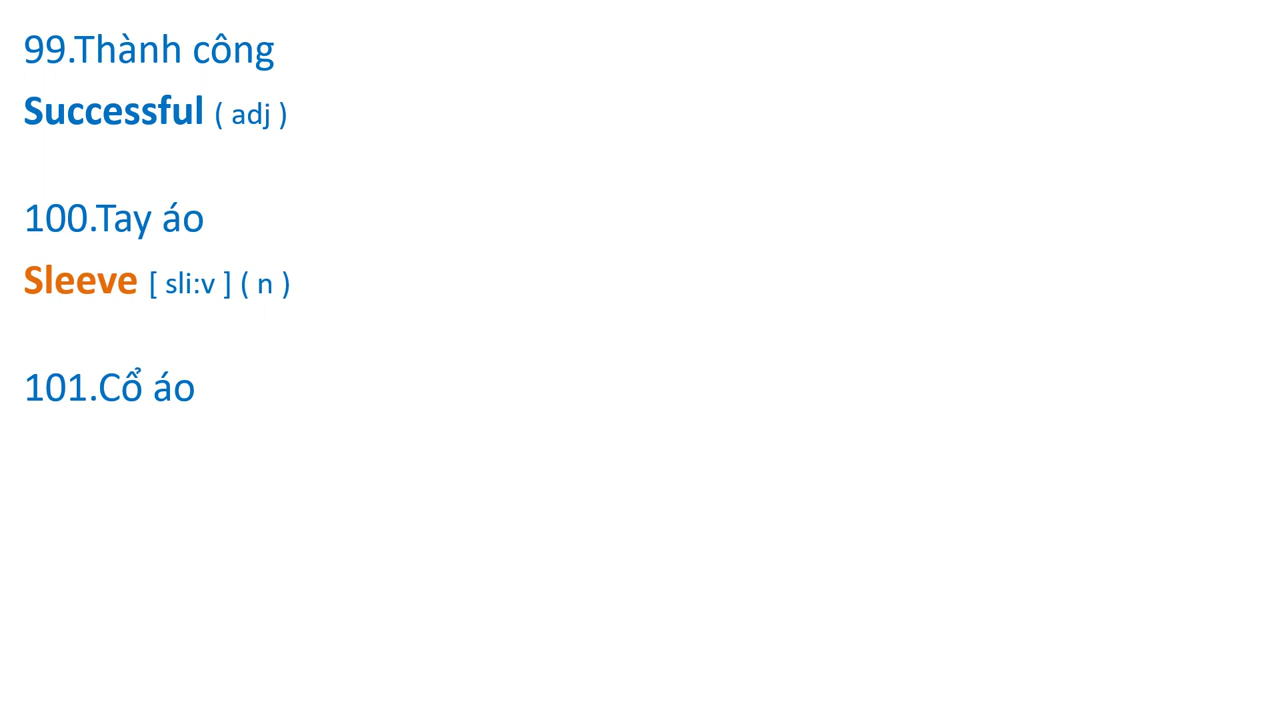 99.Thành công
Successful ( adj )
100.Tay áo
Sleeve [ sli:v ] ( n )
101.Cổ áo